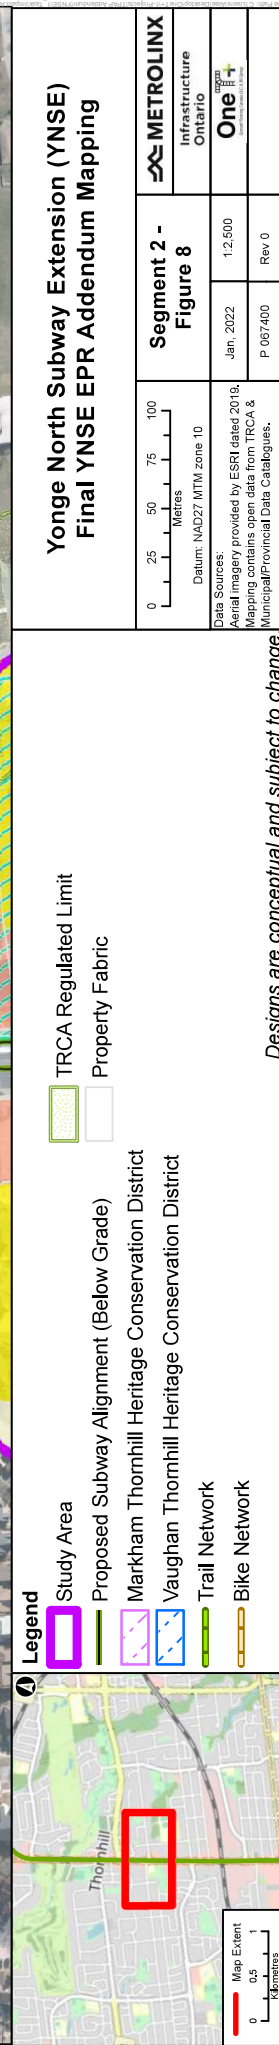 Thornhill
Map Extent
0 0.5 1
Kilometres
Legend
Study Area
Proposed Subway Alignment (Below Grade)
Markham Thornhill Heritage Conservation District
Vaughan Thornhill Heritage Conservation District
Trail Network
Bike Network
TRCA Regulated Limit
Property Fabric
Yonge North Subway Extension (YNSE)
Final YNSE EPR Addendum Mapping
0 25 50 75 100
Metres
Datum: NAD27 MTM zone 10
Segment 2 -
Figure 8
METROLINX
Infrastructure
Ontario
One T+
Data Sources:
Aerial imagery provided by ESRI dated 2019.
Mapping contains open data from TRCA &
Municipal/Provincial Data Catalogues.
Jan, 2022
1:2,500
P 067400
Rev 0
Designs are conceptual and subject to change